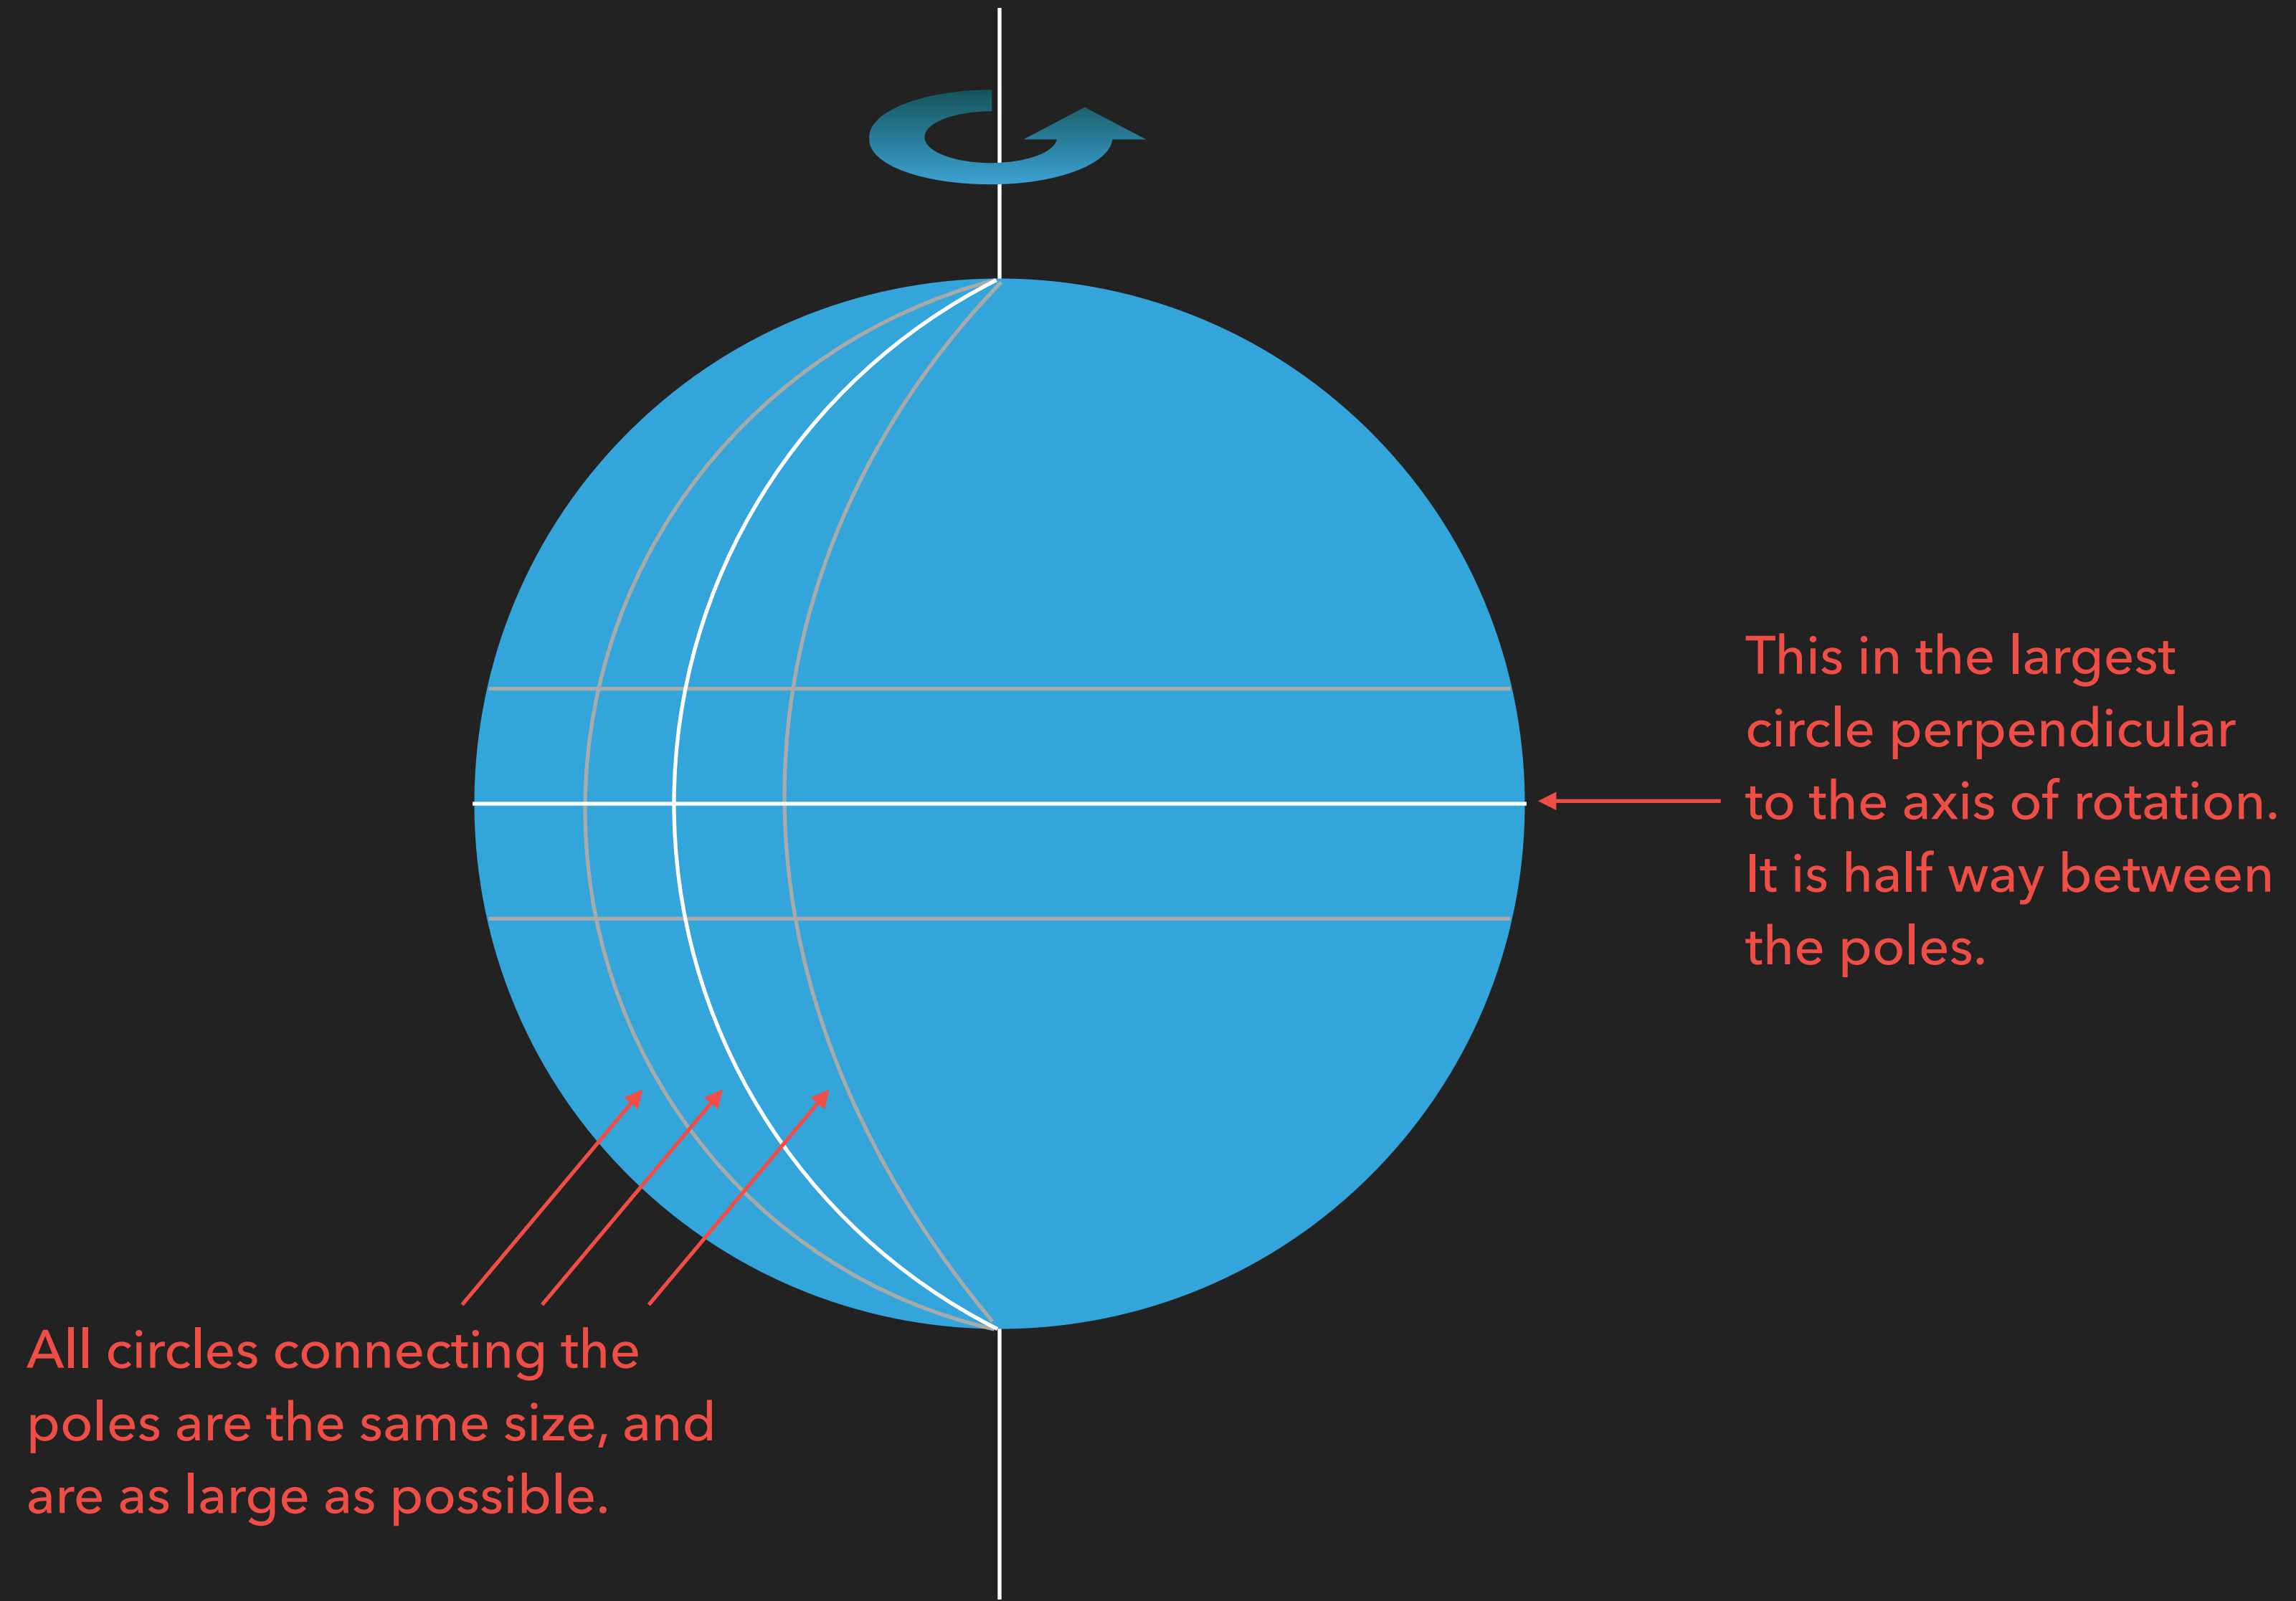 This in the largest
circle perpendicular
to the axis of rotation.
It is half way between
the poles.
All circles connecting the
poles are the same size, and
are as large as possible.